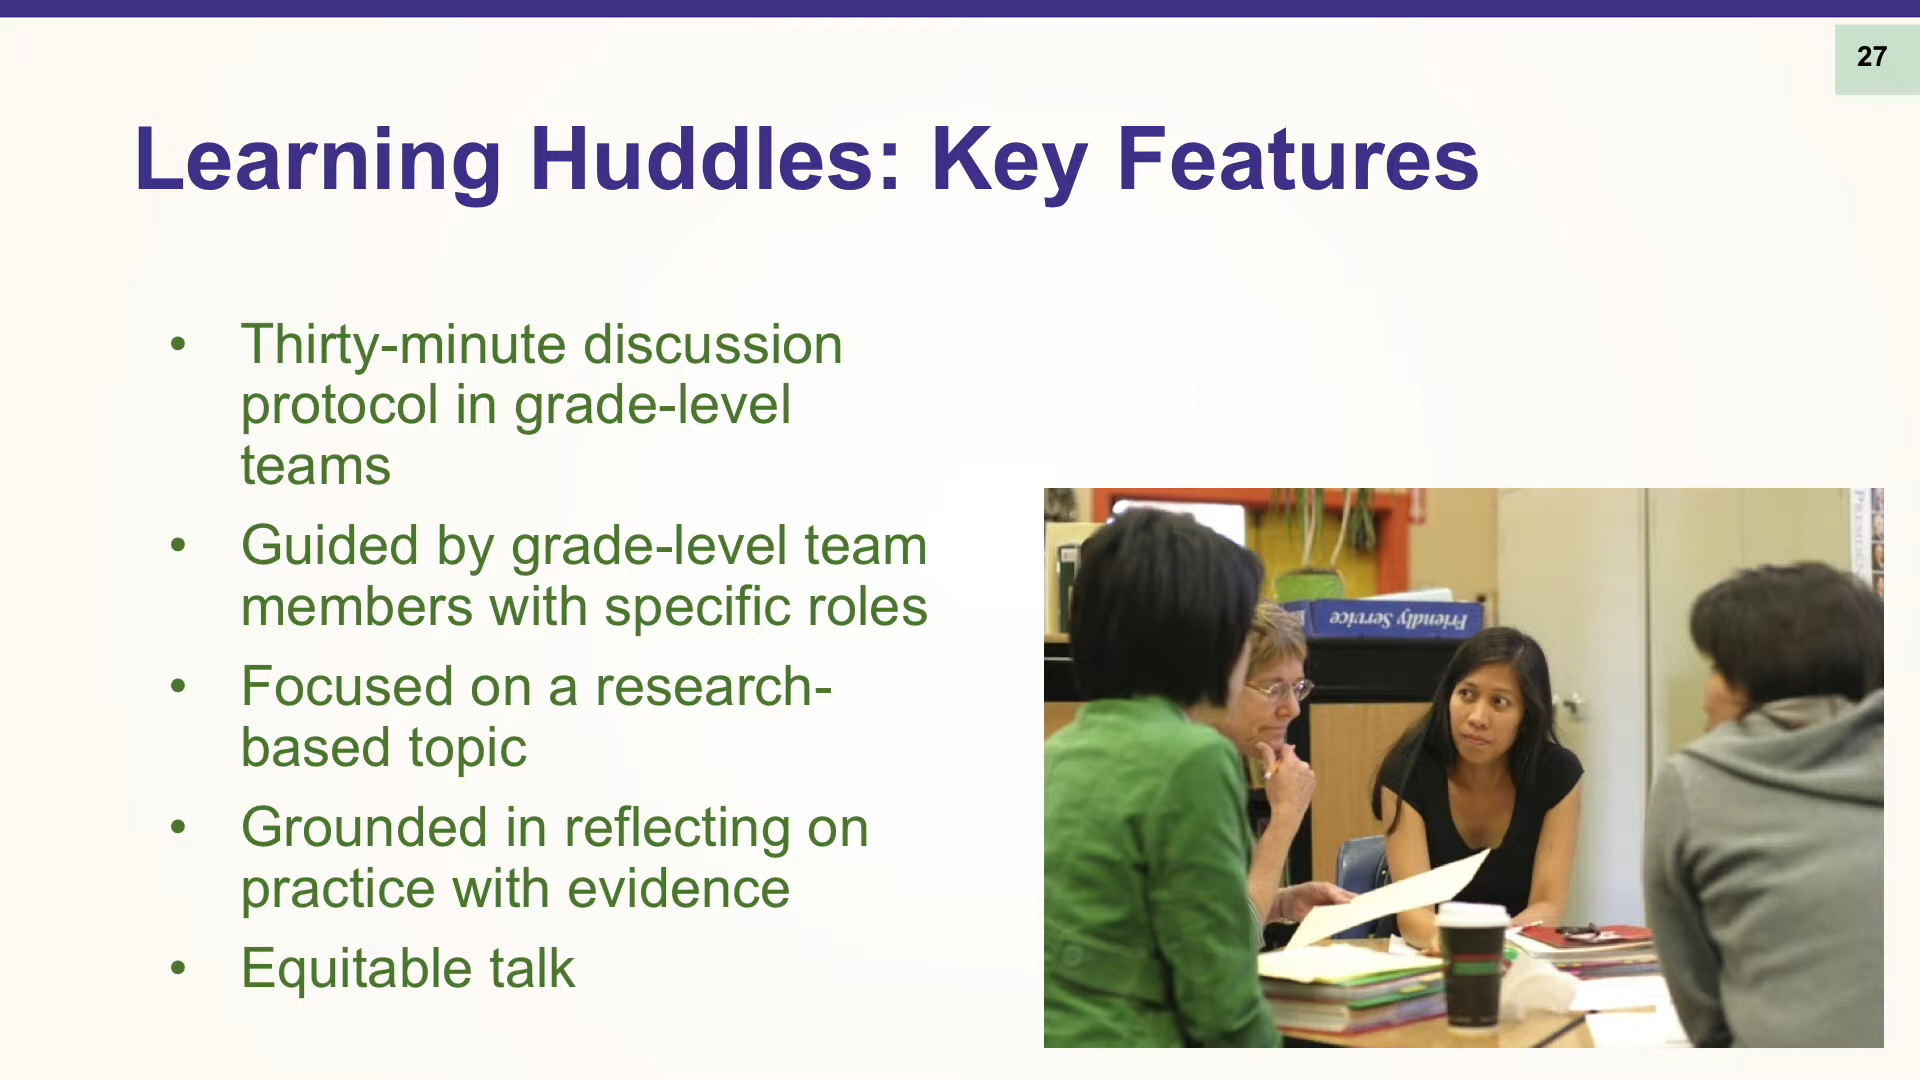 27
Learning Huddles: Key Features
• Thirty-minute discussion
protocol in grade-level
teams
• Guided by grade-level team
members with specific roles
• Focused on a research-
based topic
• Grounded in reflecting on
practice with evidence
• Equitable talk
Friendly Service